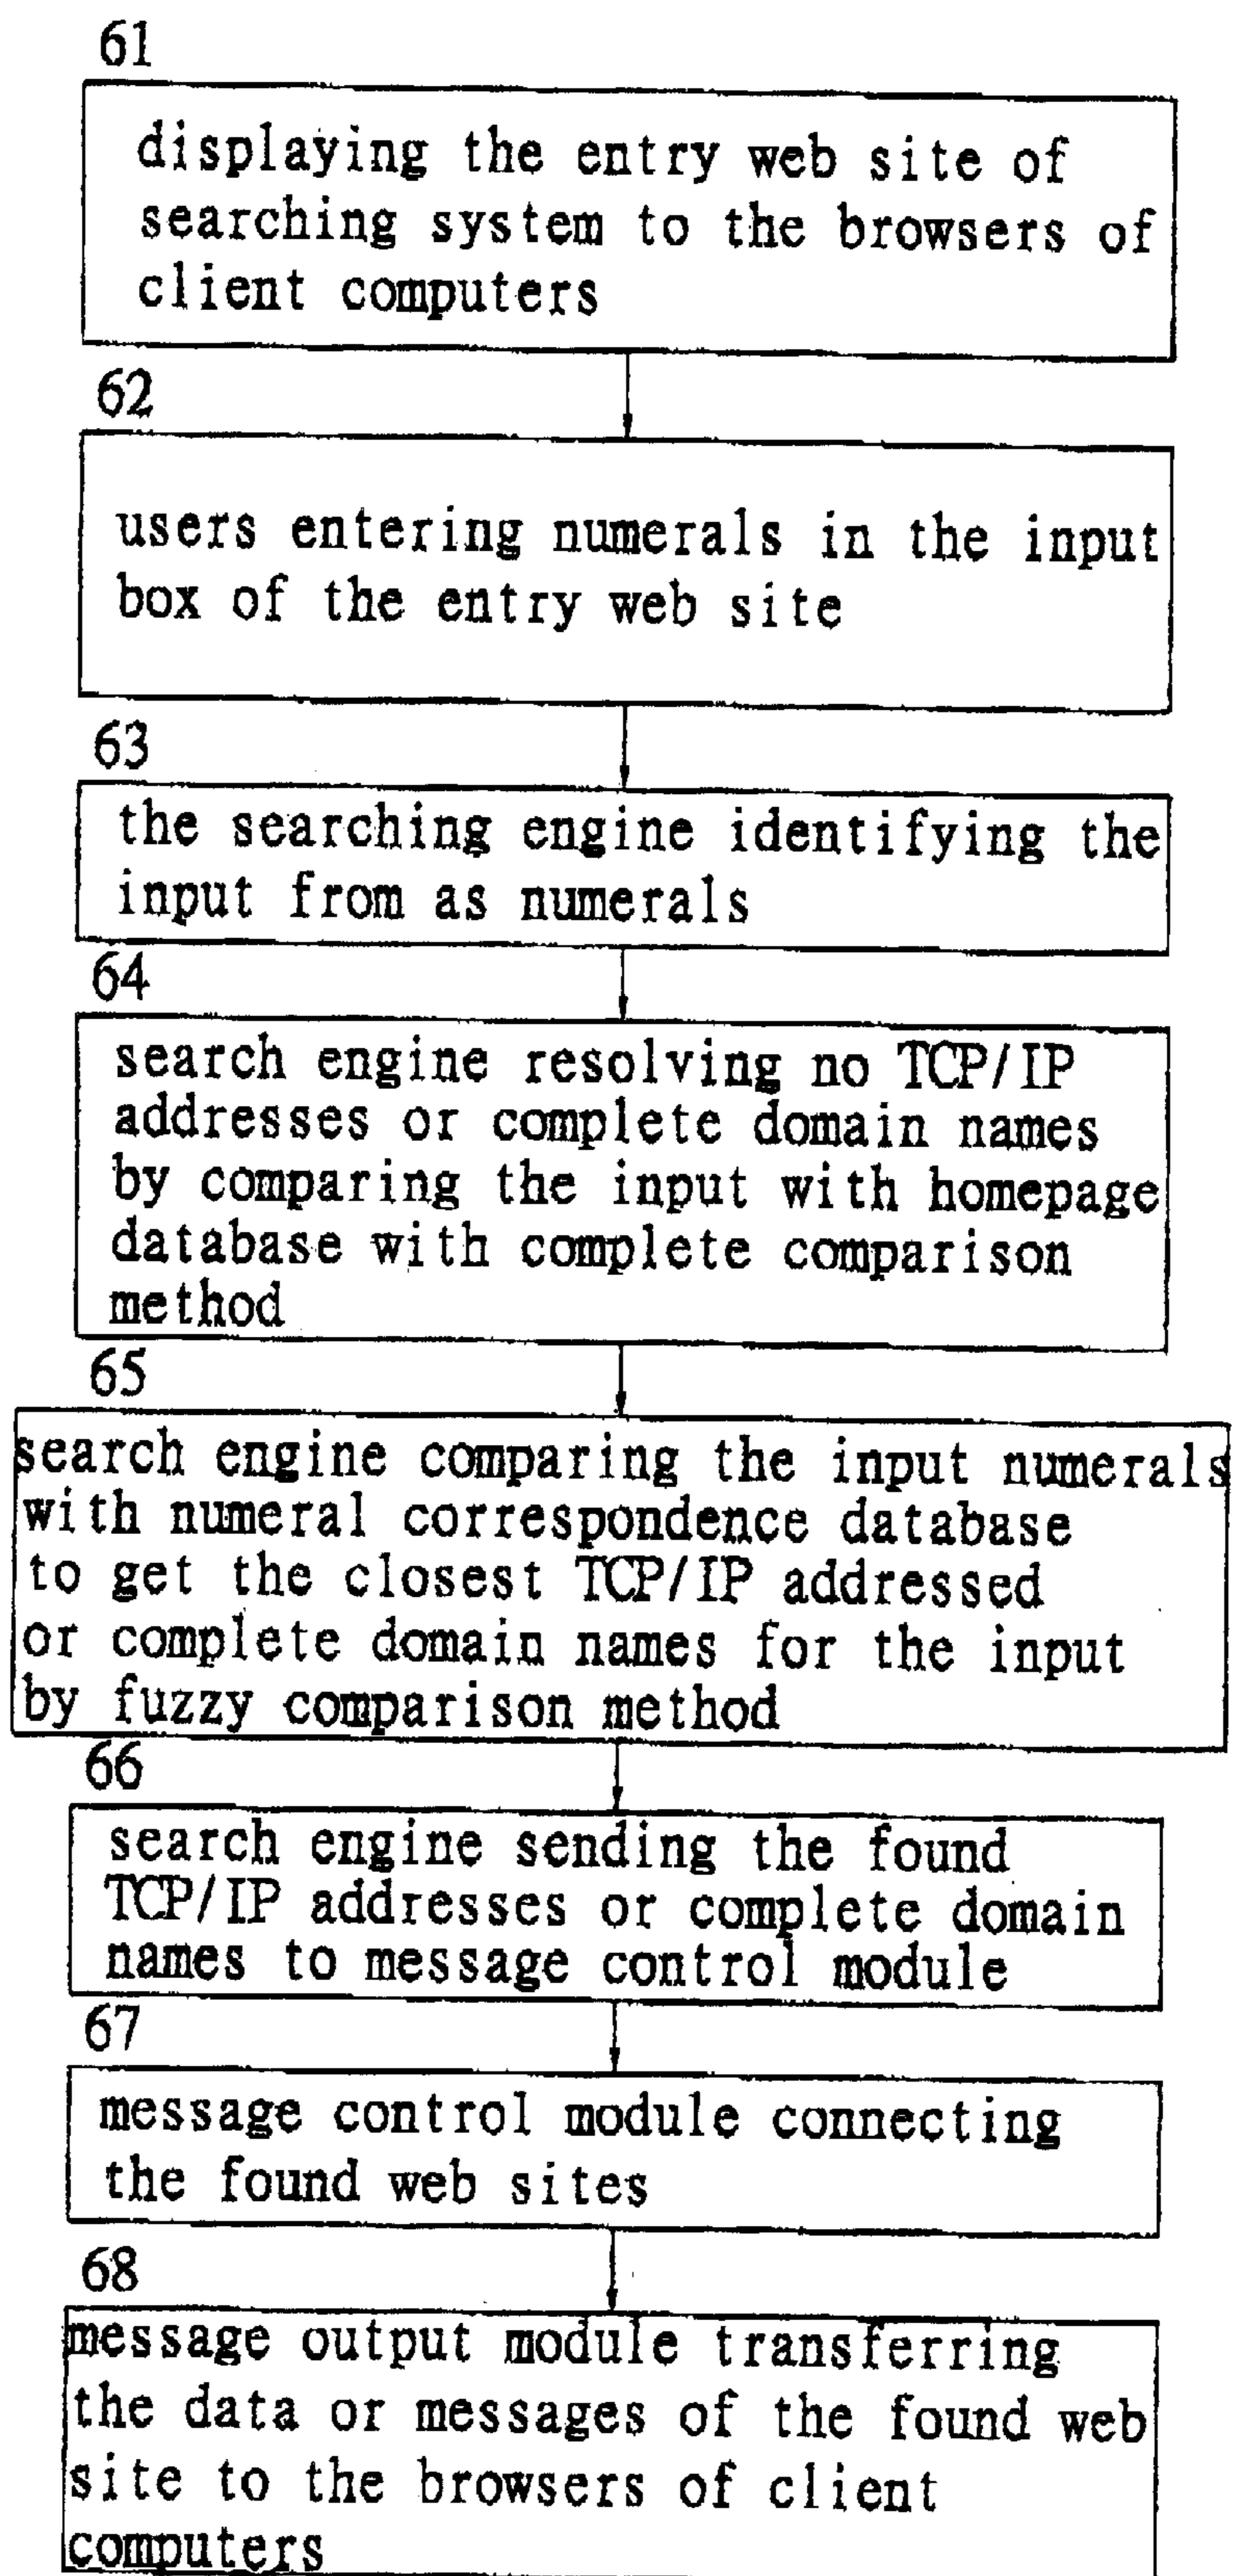 61
displaying the entry web site of
searching system to the browsers of
client computers
62
users entering numerals in the input
box of the entry web site
63
the searching engine identifying the
input from as numerals
64
search engine resolving no TCP/IP
addresses or complete domain names
by comparing the input with homepage
database with complete comparison
method
65
search engine comparing the input numerals
with numeral correspondence database
to get the closest TCP/IP addressed
or complete domain names for the input
by fuzzy comparison method
66
search engine sending the found
TCP/IP addresses or complete domain
names to message control module
67
message control module connecting
the found web sites
68
message output module transferring
the data or messages of the found web
site to the browsers of client
computers